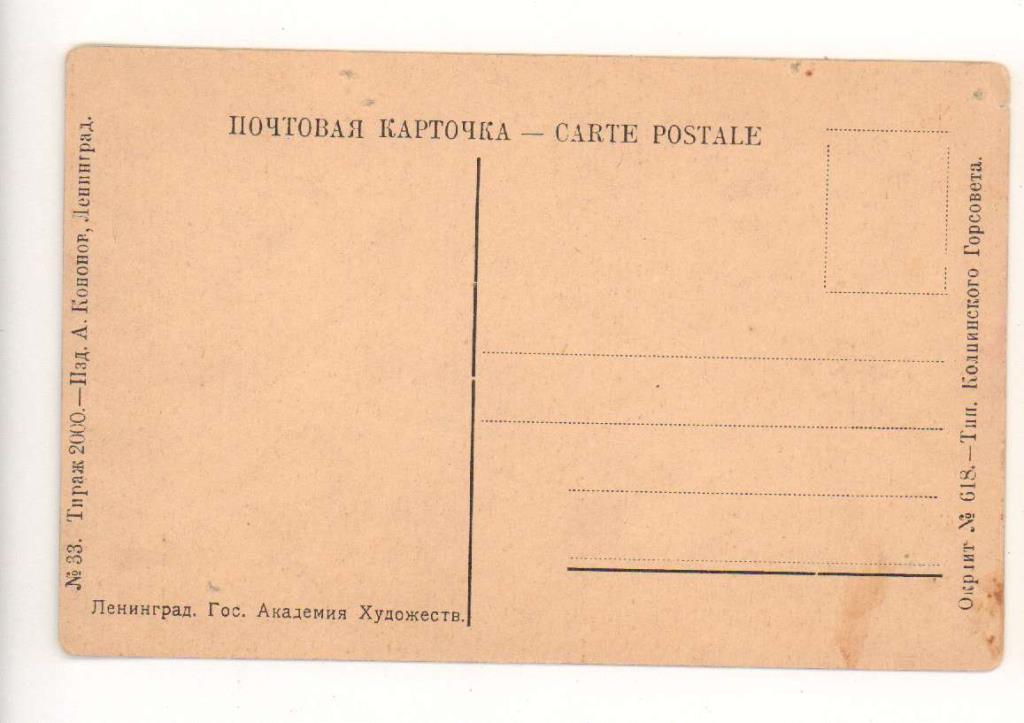 ПОЧТОВАЯ КАРТОЧКА — CARTE POSTALE
№ 33. Тираж 2000.—Изд. А. Кононов, Ленинград.
Ленинград. Гос. Академия Художеств.
Окрлит № 618.—Тип. Колпинского Горсовета.